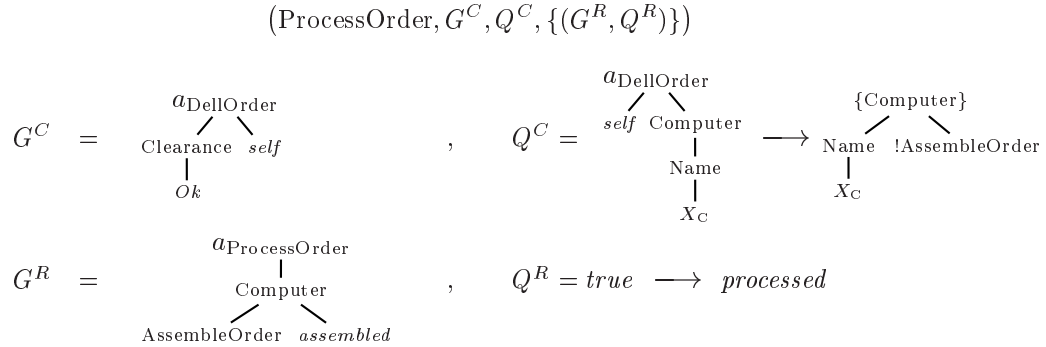 (ProcessOrder, G^C, Q^C, {(G^R, Q^R)})
a_DellOrder
a_DellOrder
{Computer}
G^C = Clearance self , Q^C = self Computer ⟶ Name !AssembleOrder
Ok
Name
X_C
X_C
a_ProcessOrder
G^R = Computer , Q^R = true ⟶ processed
AssembleOrder assembled